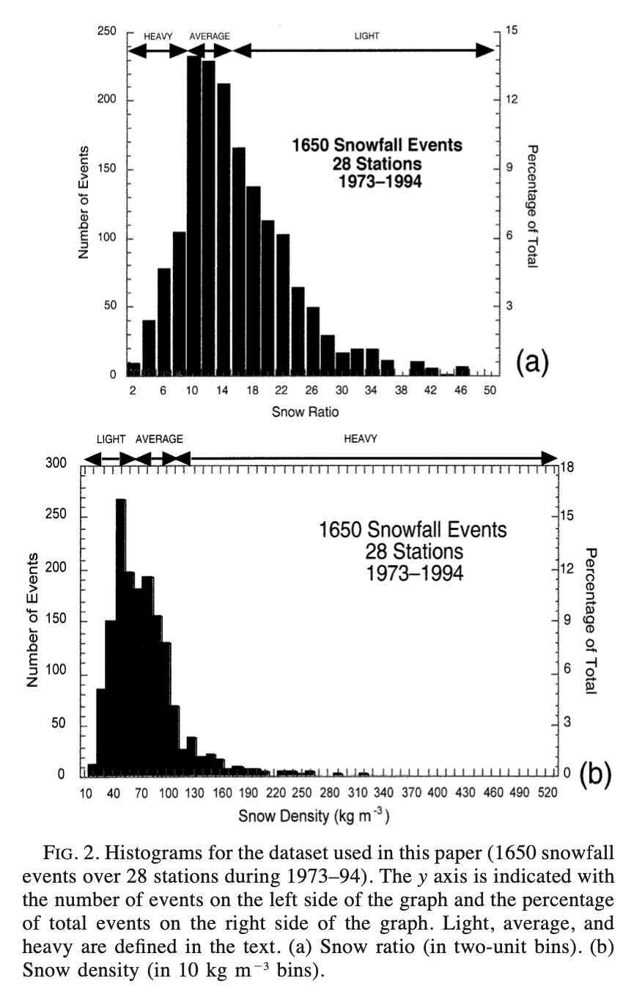 HEAVY AVERAGE LIGHT
250 15
200 12
150 9
100 6
50 3
0
Number of Events
Percentage of Total
1650 Snowfall Events
28 Stations
1973–1994
(a)
2 6 10 14 18 22 26 30 34 38 42 46 50
Snow Ratio
LIGHT AVERAGE HEAVY
300 18
250 15
200 12
150 9
100 6
50 3
0 0
Number of Events
Percentage of Total
1650 Snowfall Events
28 Stations
1973–1994
(b)
10 40 70 100 130 160 190 220 250 280 310 340 370 400 430 460 490 520
Snow Density (kg m⁻³)
FIG. 2. Histograms for the dataset used in this paper (1650 snowfall
events over 28 stations during 1973–94). The y axis is indicated with
the number of events on the left side of the graph and the percentage
of total events on the right side of the graph. Light, average, and
heavy are defined in the text. (a) Snow ratio (in two-unit bins). (b)
Snow density (in 10 kg m⁻³ bins).